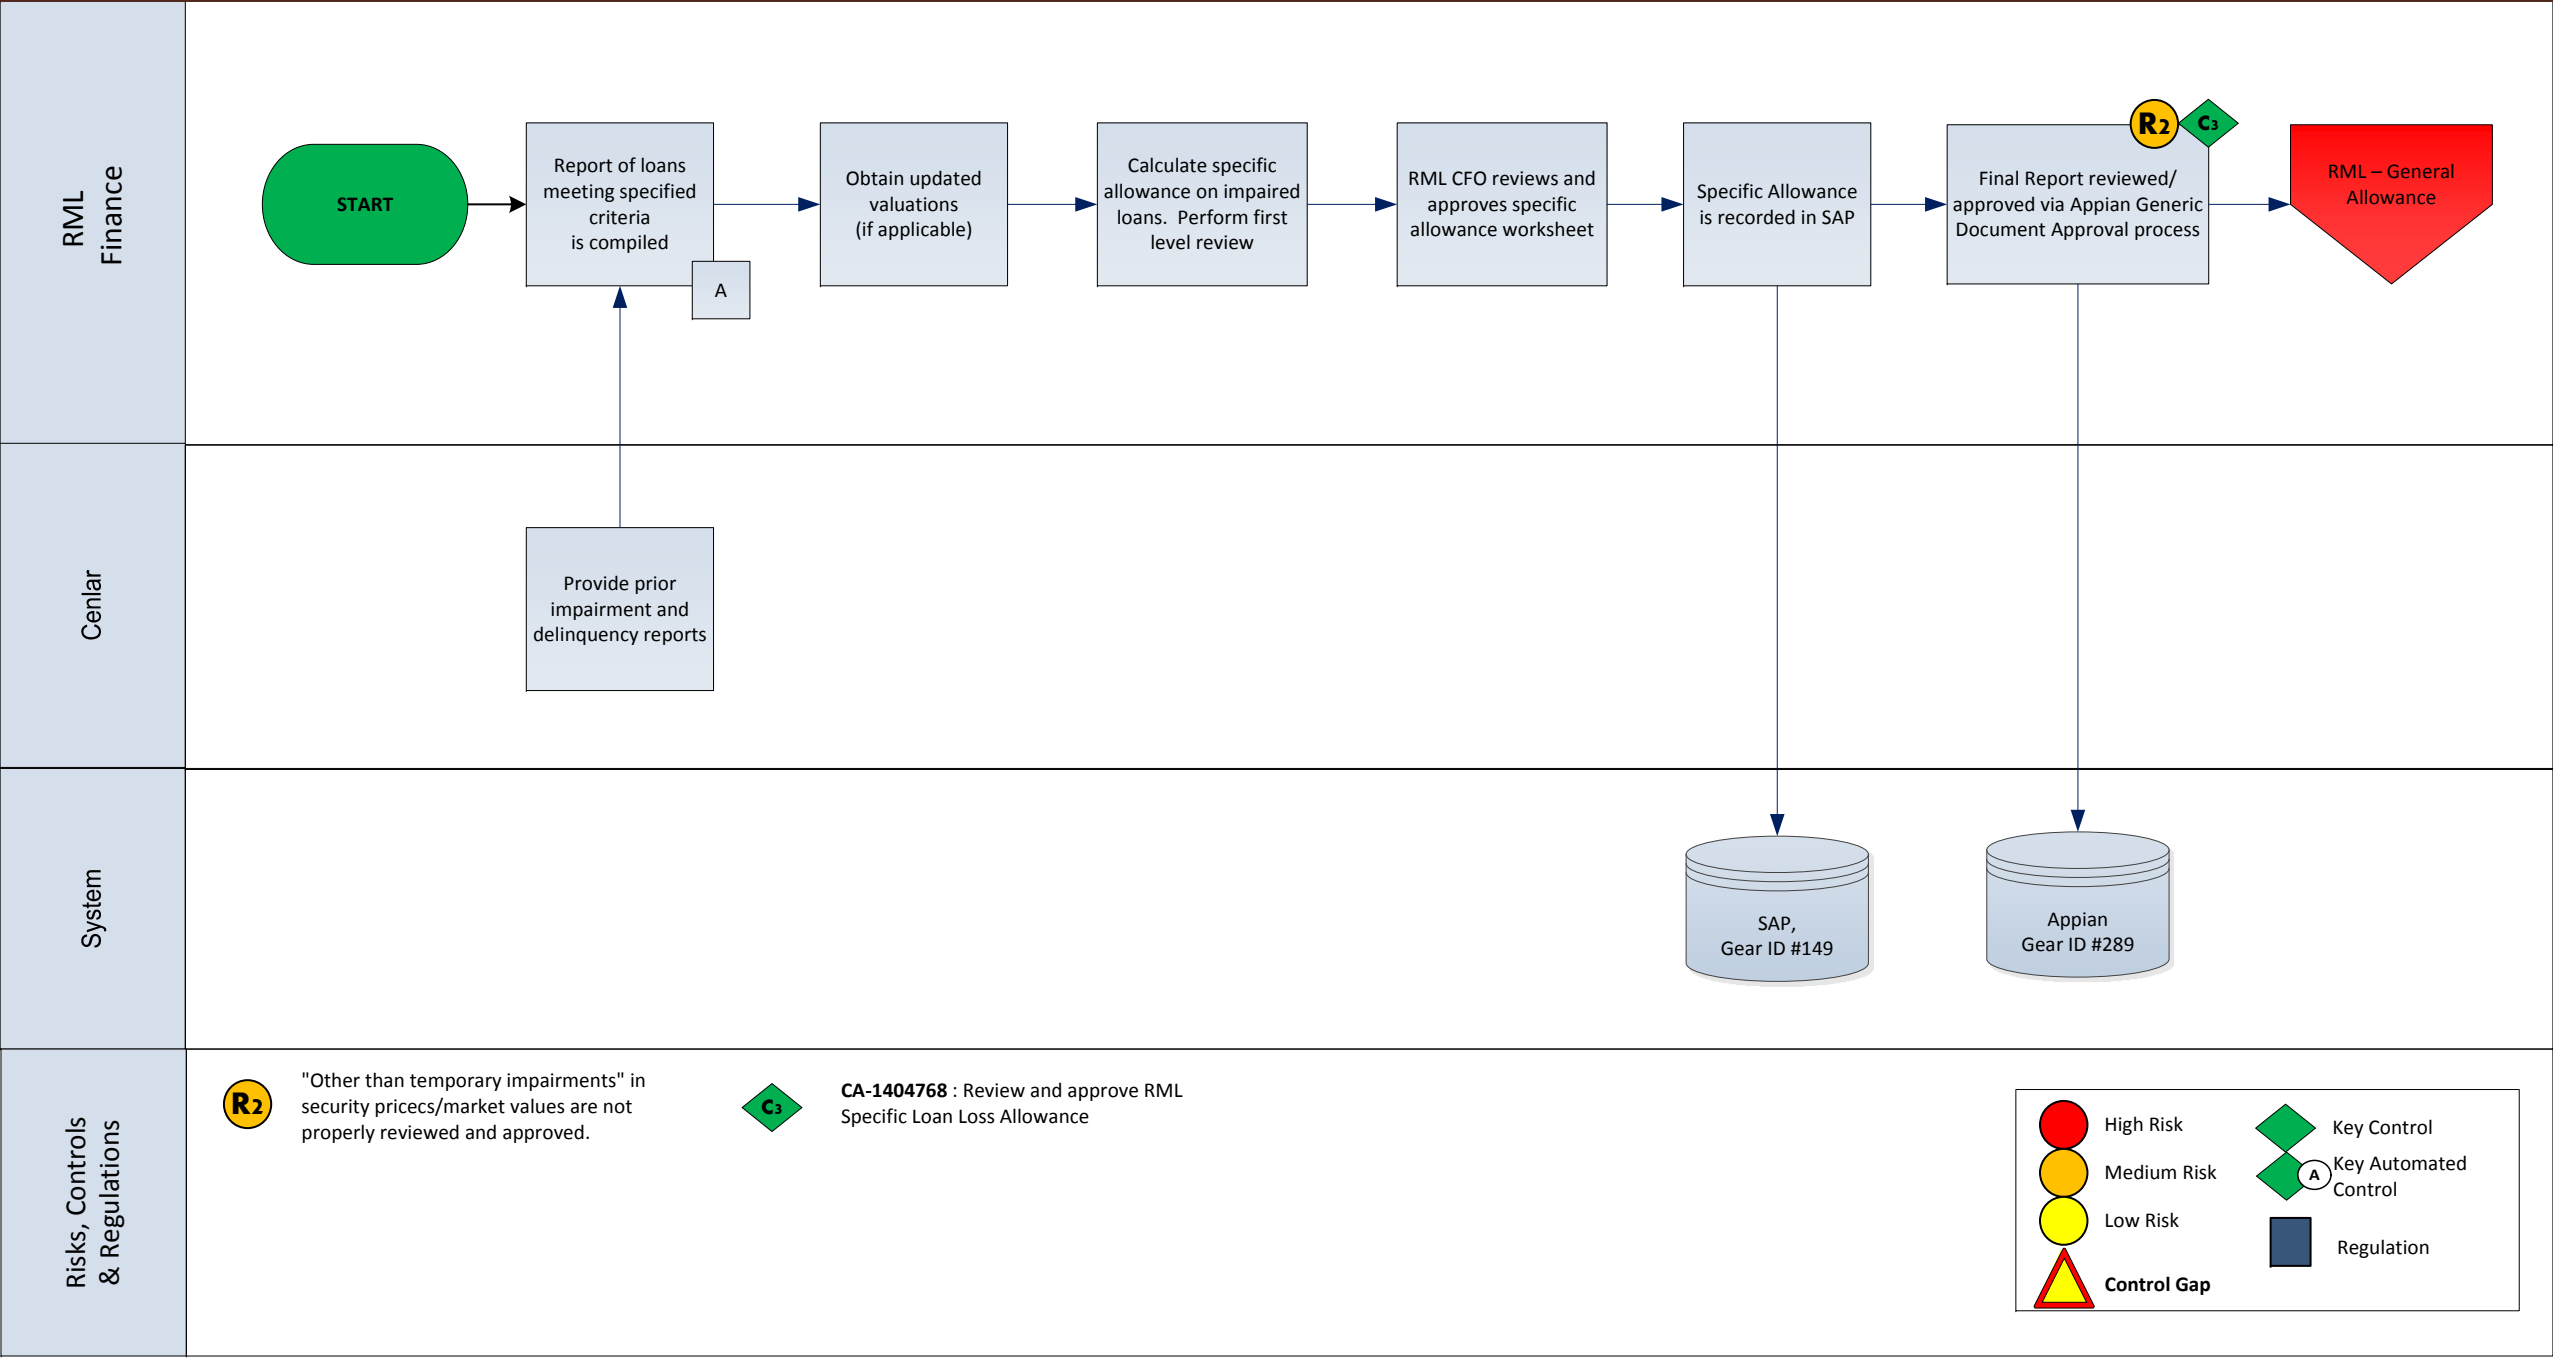 RML
Finance
START
Report of loans
meeting specified
criteria
is compiled
A
Obtain updated
valuations
(if applicable)
Calculate specific
allowance on impaired
loans.  Perform first
level review
RML CFO reviews and
approves specific
allowance worksheet
Specific Allowance
is recorded in SAP
R2
C3
Final Report reviewed/
approved via Appian Generic
Document Approval process
RML – General
Allowance
Cenlar
Provide prior
impairment and
delinquency reports
System
SAP,
Gear ID #149
Appian
Gear ID #289
Risks, Controls
& Regulations
R2
"Other than temporary impairments" in
security pricecs/market values are not
properly reviewed and approved.
C3
CA-1404768 : Review and approve RML
Specific Loan Loss Allowance
High Risk
Medium Risk
Low Risk
Control Gap
Key Control
A
Key Automated
Control
Regulation